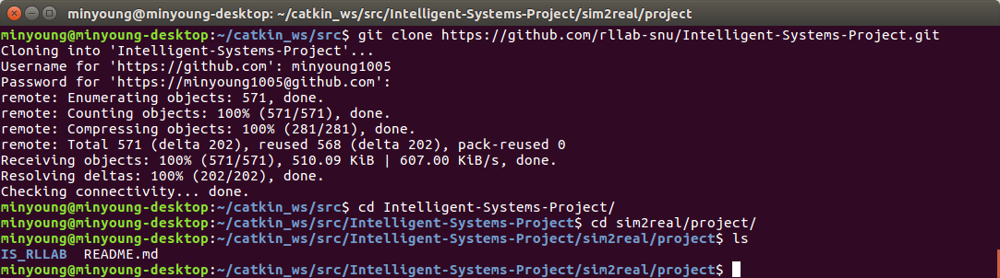 minyoung@minyoung-desktop: ~/catkin_ws/src/Intelligent-Systems-Project/sim2real/project
minyoung@minyoung-desktop:~/catkin_ws/src$ git clone https://github.com/rllab-snu/Intelligent-Systems-Project.git
Cloning into 'Intelligent-Systems-Project'...
Username for 'https://github.com': minyoung1005
Password for 'https://minyoung1005@github.com':
remote: Enumerating objects: 571, done.
remote: Counting objects: 100% (571/571), done.
remote: Compressing objects: 100% (281/281), done.
remote: Total 571 (delta 202), reused 568 (delta 202), pack-reused 0
Receiving objects: 100% (571/571), 510.09 KiB | 607.00 KiB/s, done.
Resolving deltas: 100% (202/202), done.
Checking connectivity... done.
minyoung@minyoung-desktop:~/catkin_ws/src$ cd Intelligent-Systems-Project/
minyoung@minyoung-desktop:~/catkin_ws/src/Intelligent-Systems-Project$ cd sim2real/project/
minyoung@minyoung-desktop:~/catkin_ws/src/Intelligent-Systems-Project/sim2real/project$ ls
IS_RLLAB  README.md
minyoung@minyoung-desktop:~/catkin_ws/src/Intelligent-Systems-Project/sim2real/project$